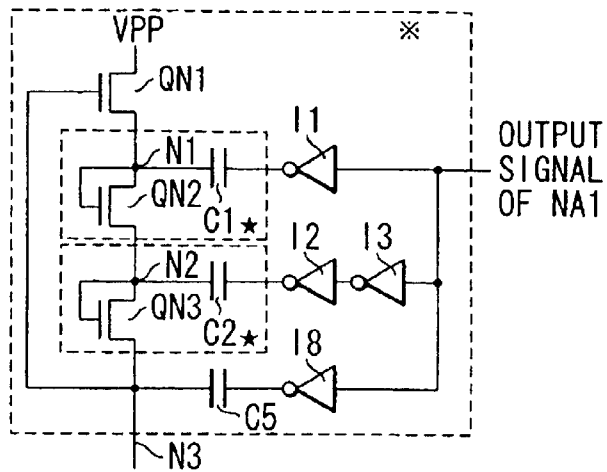 VPP
※
QN1
I1
N1
OUTPUT
SIGNAL
OF NA1
QN2
C1★
I2
I3
N2
QN3
C2★
I8
C5
N3